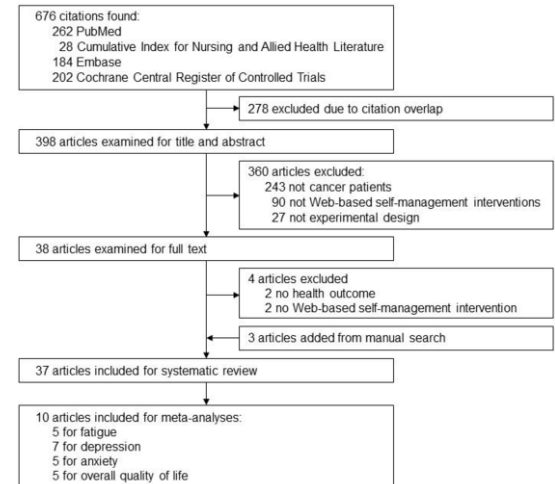 676 citations found:
262 PubMed
28 Cumulative Index for Nursing and Allied Health Literature
184 Embase
202 Cochrane Central Register of Controlled Trials
278 excluded due to citation overlap
398 articles examined for title and abstract
360 articles excluded:
243 not cancer patients
90 not Web-based self-management interventions
27 not experimental design
38 articles examined for full text
4 articles excluded
2 no health outcome
2 no Web-based self-management intervention
3 articles added from manual search
37 articles included for systematic review
10 articles included for meta-analyses:
5 for fatigue
7 for depression
5 for anxiety
5 for overall quality of life